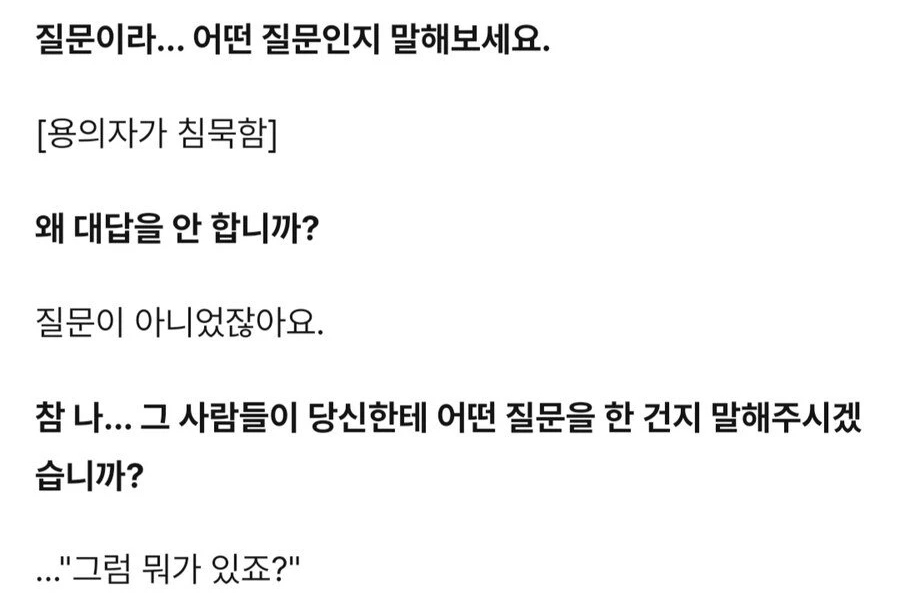 질문이라... 어떤 질문인지 말해보세요.
[용의자가 침묵함]
왜 대답을 안 합니까?
질문이 아니었잖아요.
참 나... 그 사람들이 당신한테 어떤 질문을 한 건지 말해주시겠
습니까?
..."그럼 뭐가 있죠?"